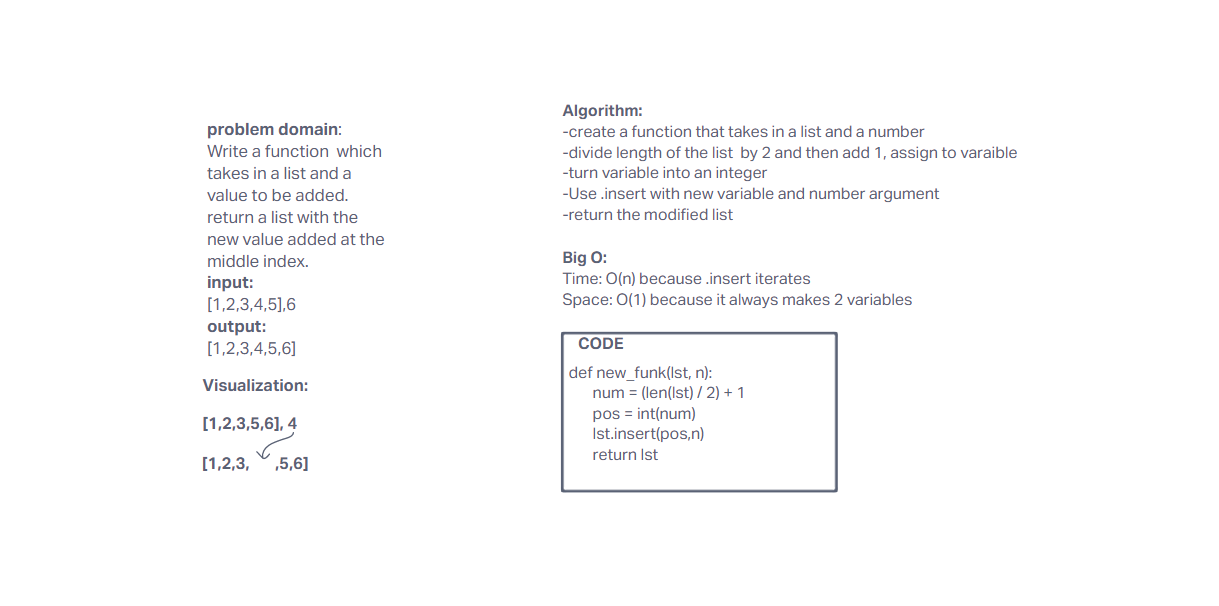 problem domain:
Write a function which
takes in a list and a
value to be added.
return a list with the
new value added at the
middle index.
input:
[1,2,3,4,5],6
output:
[1,2,3,4,5,6]
Visualization:
[1,2,3,5,6], 4
[1,2,3, ,5,6]
Algorithm:
-create a function that takes in a list and a number
-divide length of the list by 2 and then add 1, assign to varaible
-turn variable into an integer
-Use .insert with new variable and number argument
-return the modified list
Big O:
Time: O(n) because .insert iterates
Space: O(1) because it always makes 2 variables
CODE
def new_funk(lst, n):
num = (len(lst) / 2) + 1
pos = int(num)
lst.insert(pos,n)
return lst